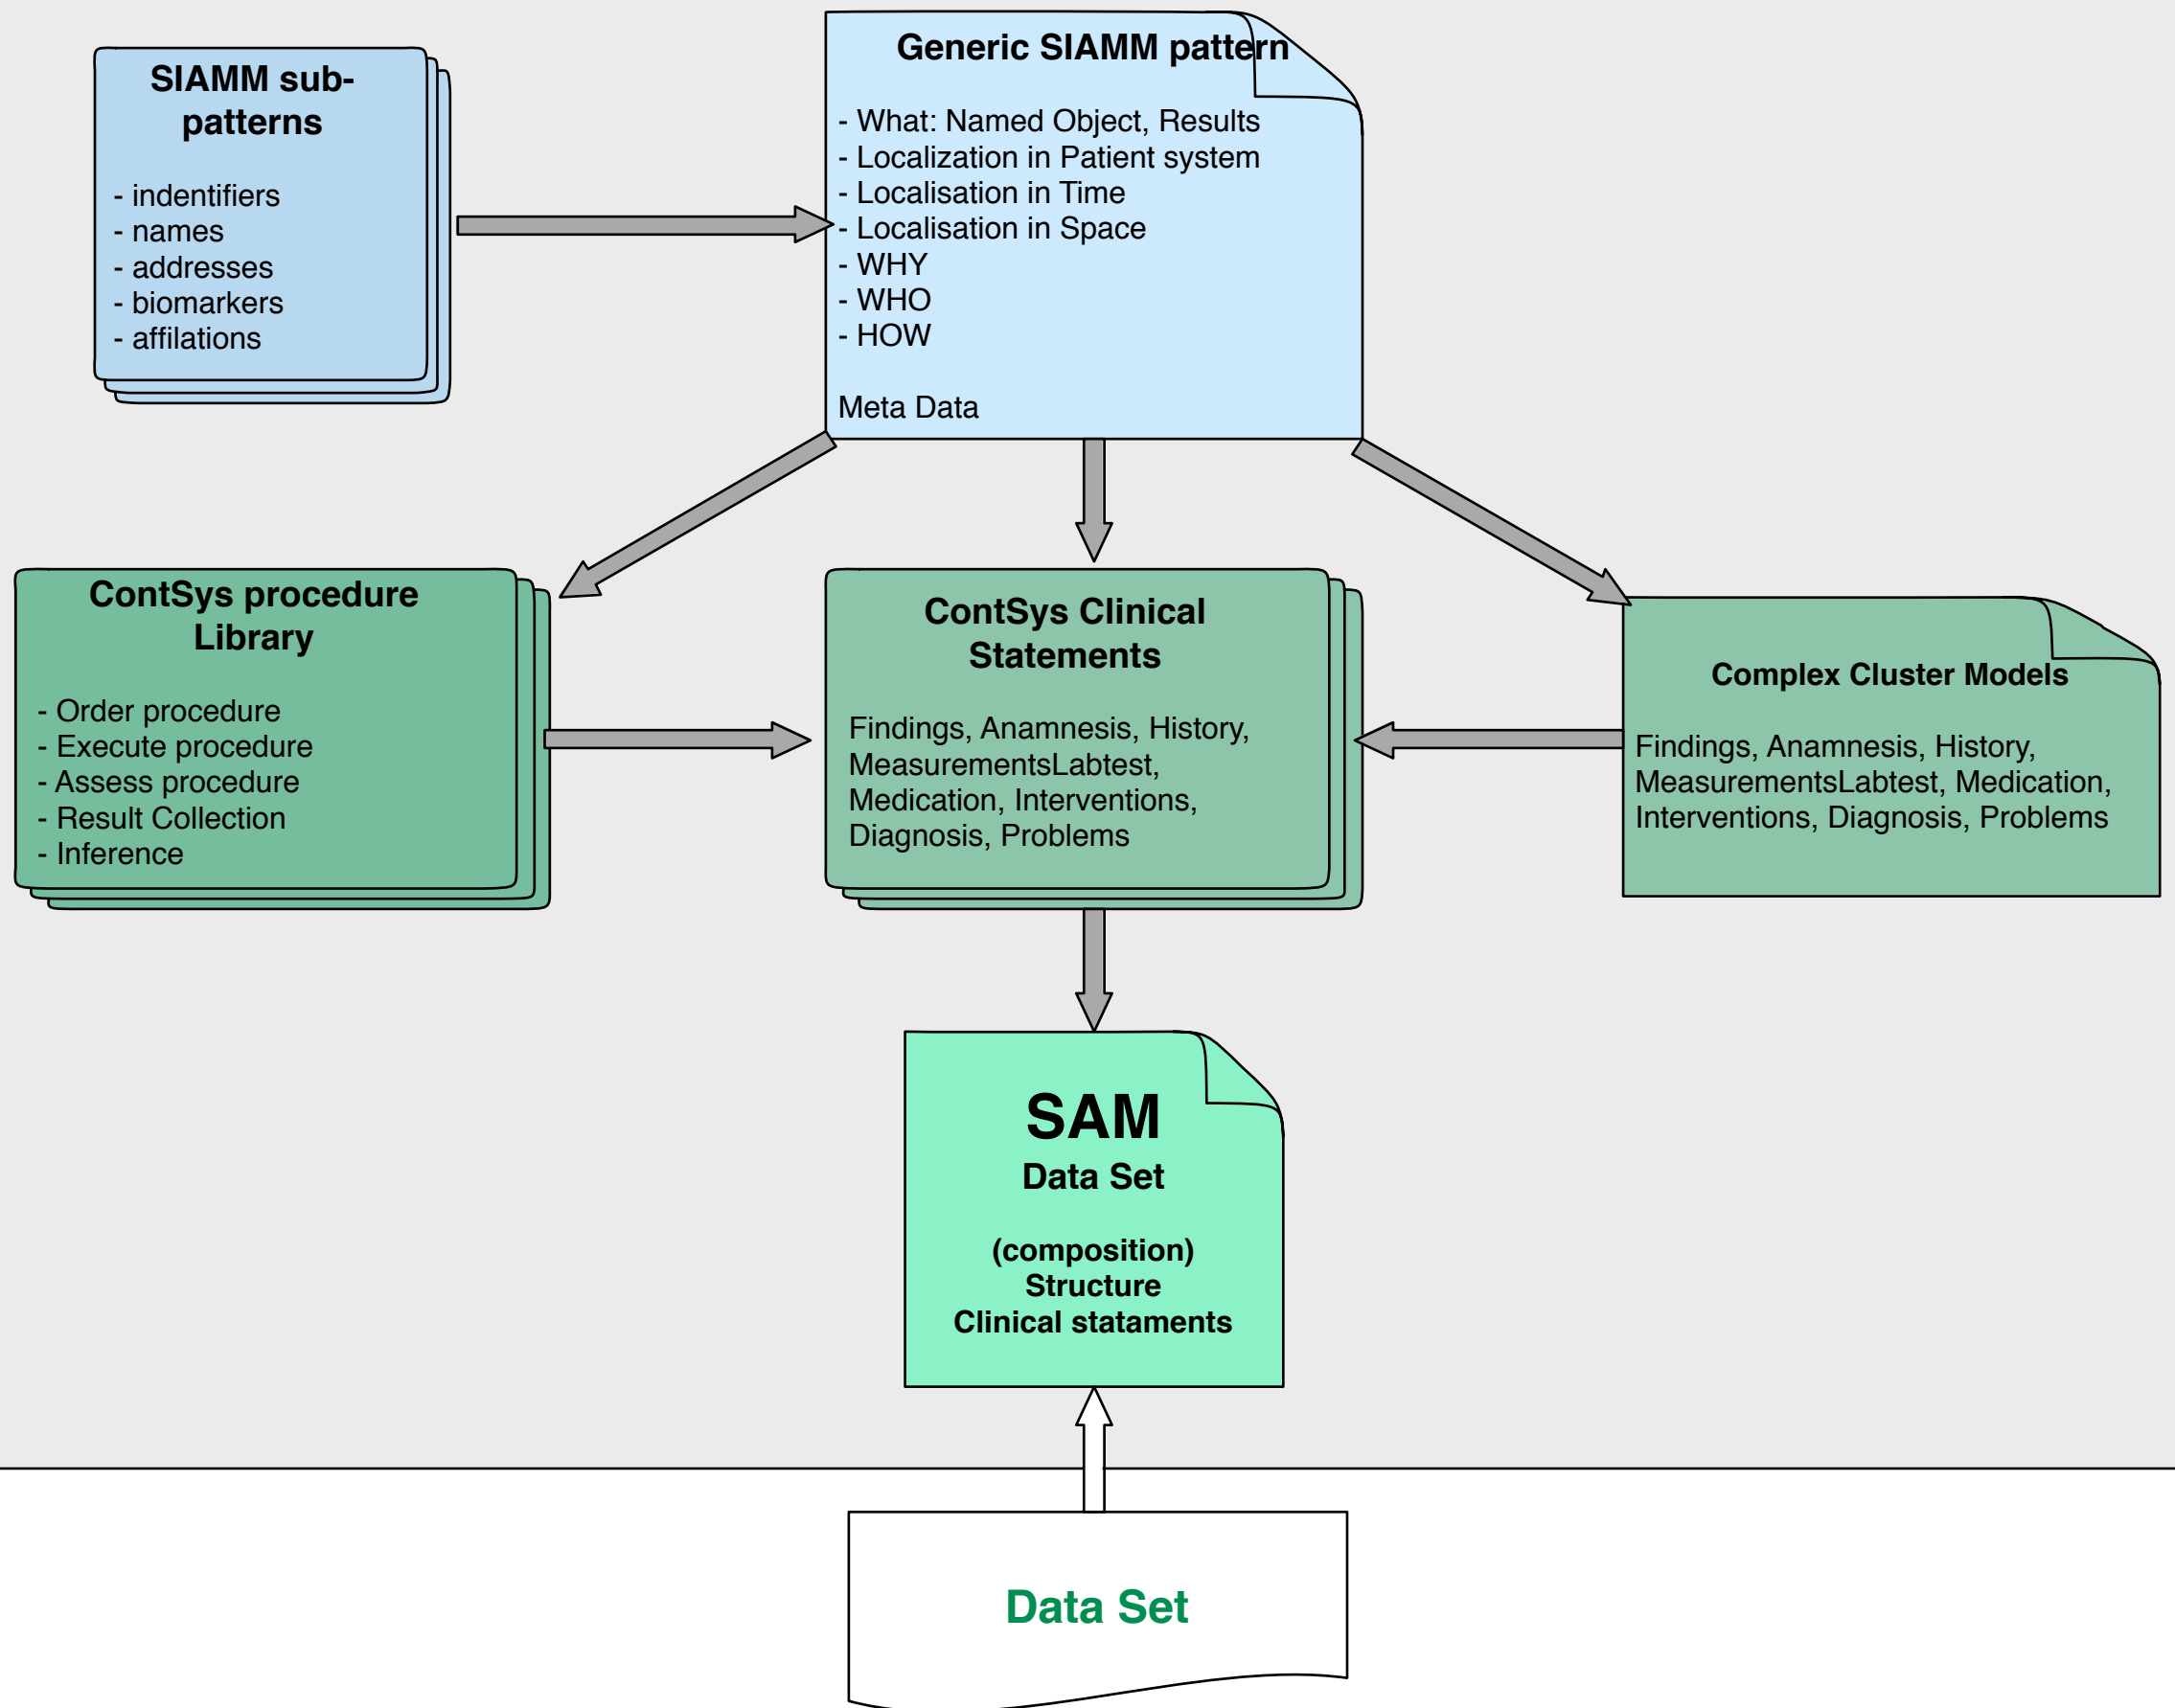 SIAMM sub-
patterns
- indentifiers
- names
- addresses
- biomarkers
- affilations
Generic SIAMM pattern
- What: Named Object, Results
- Localization in Patient system
- Localisation in Time
- Localisation in Space
- WHY
- WHO
- HOW
Meta Data
ContSys procedure
Library
- Order procedure
- Execute procedure
- Assess procedure
- Result Collection
- Inference
ContSys Clinical
Statements
Findings, Anamnesis, History,
MeasurementsLabtest,
Medication, Interventions,
Diagnosis, Problems
Complex Cluster Models
Findings, Anamnesis, History,
MeasurementsLabtest, Medication,
Interventions, Diagnosis, Problems
SAM
Data Set
(composition)
Structure
Clinical stataments
Data Set